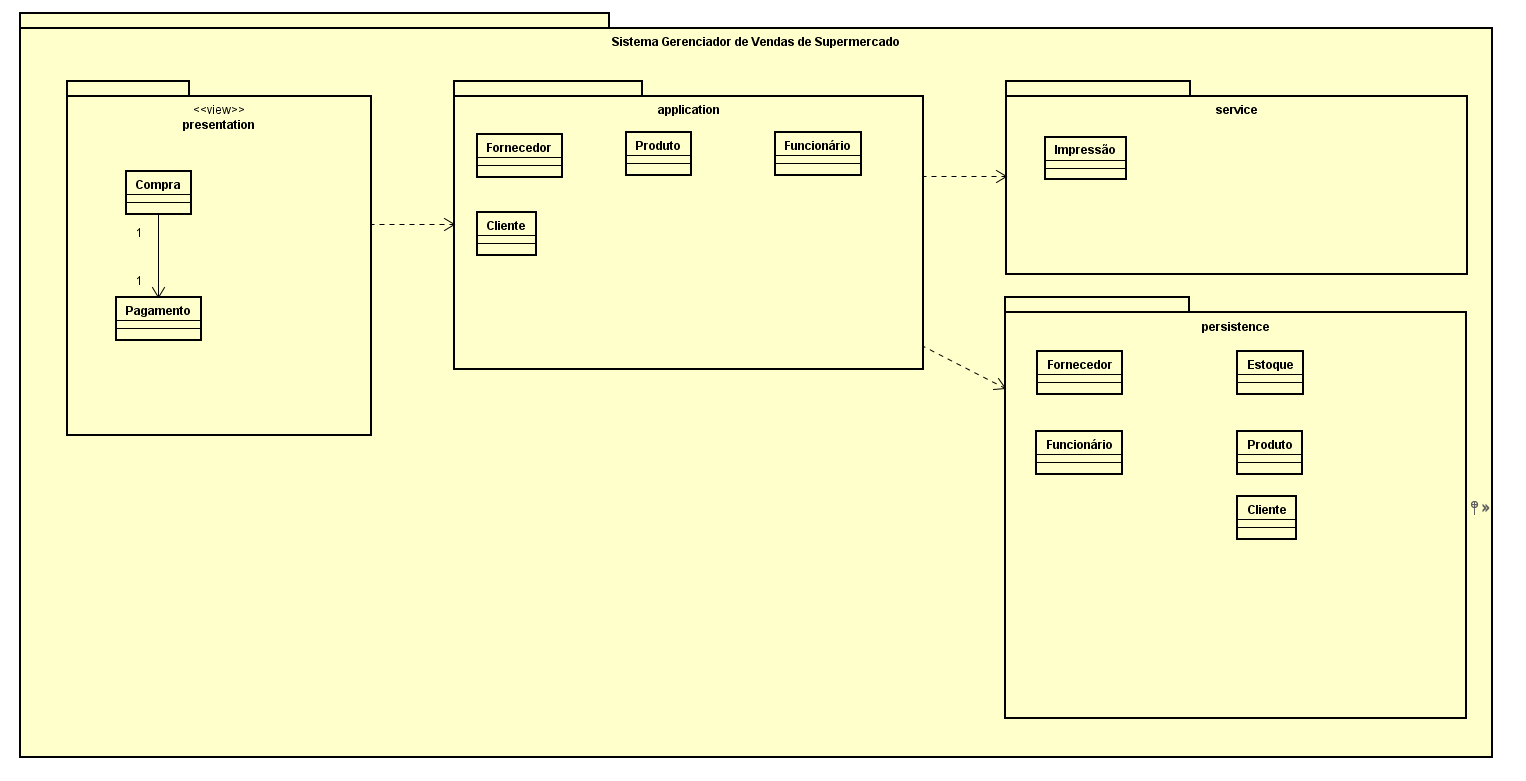 Sistema Gerenciador de Vendas de Supermercado
<<view>>
presentation
Compra
1
1
Pagamento
application
Fornecedor
Produto
Funcionário
Cliente
service
Impressão
persistence
Fornecedor
Estoque
Funcionário
Produto
Cliente